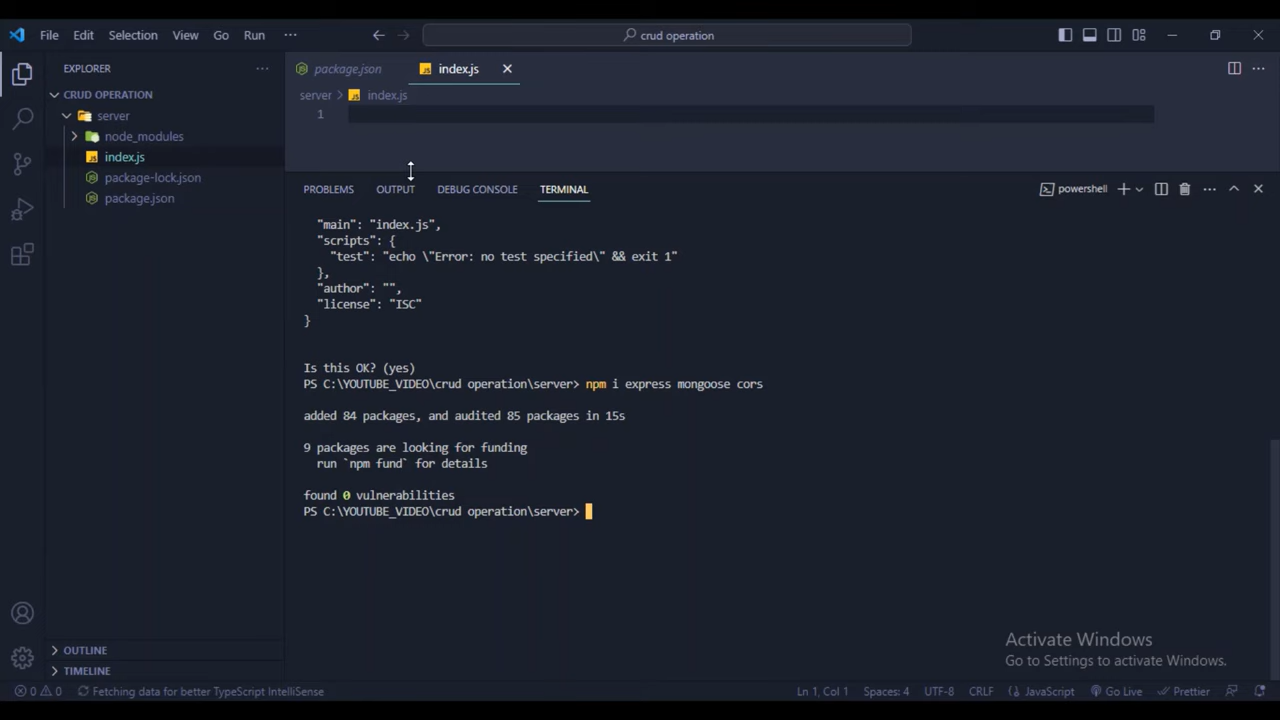 File Edit Selection View Go Run ··· crud operation
EXPLORER ···
CRUD OPERATION
server
node_modules
index.js
package-lock.json
package.json
OUTLINE
TIMELINE
package.json index.js
server > index.js
1
PROBLEMS OUTPUT DEBUG CONSOLE TERMINAL powershell
"main": "index.js",
"scripts": {
"test": "echo \"Error: no test specified\" && exit 1"
},
"author": "",
"license": "ISC"
}
Is this OK? (yes)
PS C:\YOUTUBE_VIDEO\crud operation\server> npm i express mongoose cors
added 84 packages, and audited 85 packages in 15s
9 packages are looking for funding
run `npm fund` for details
found 0 vulnerabilities
PS C:\YOUTUBE_VIDEO\crud operation\server>
Activate Windows
Go to Settings to activate Windows.
0 0 Fetching data for better TypeScript IntelliSense Ln 1, Col 1 Spaces: 4 UTF-8 CRLF JavaScript Go Live Prettier